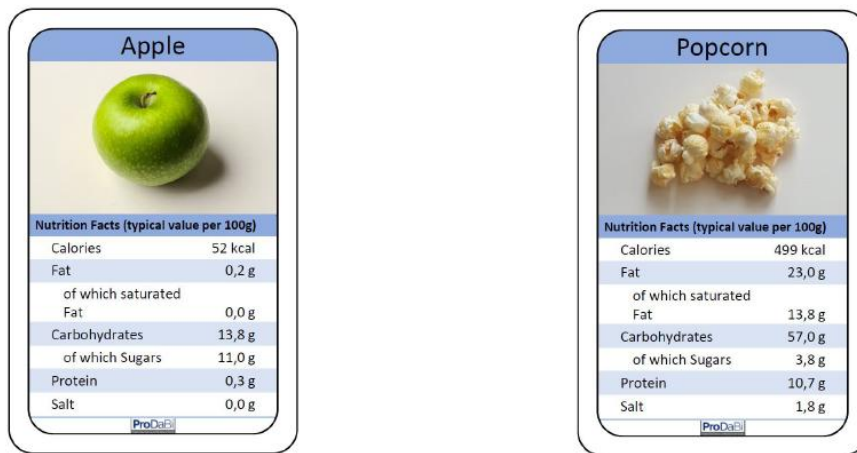 Apple
Nutrition Facts (typical value per 100g)
Calories 52 kcal
Fat 0,2 g
of which saturated
Fat 0,0 g
Carbohydrates 13,8 g
of which Sugars 11,0 g
Protein 0,3 g
Salt 0,0 g
ProDaBi
Popcorn
Nutrition Facts (typical value per 100g)
Calories 499 kcal
Fat 23,0 g
of which saturated
Fat 13,8 g
Carbohydrates 57,0 g
of which Sugars 3,8 g
Protein 10,7 g
Salt 1,8 g
ProDaBi